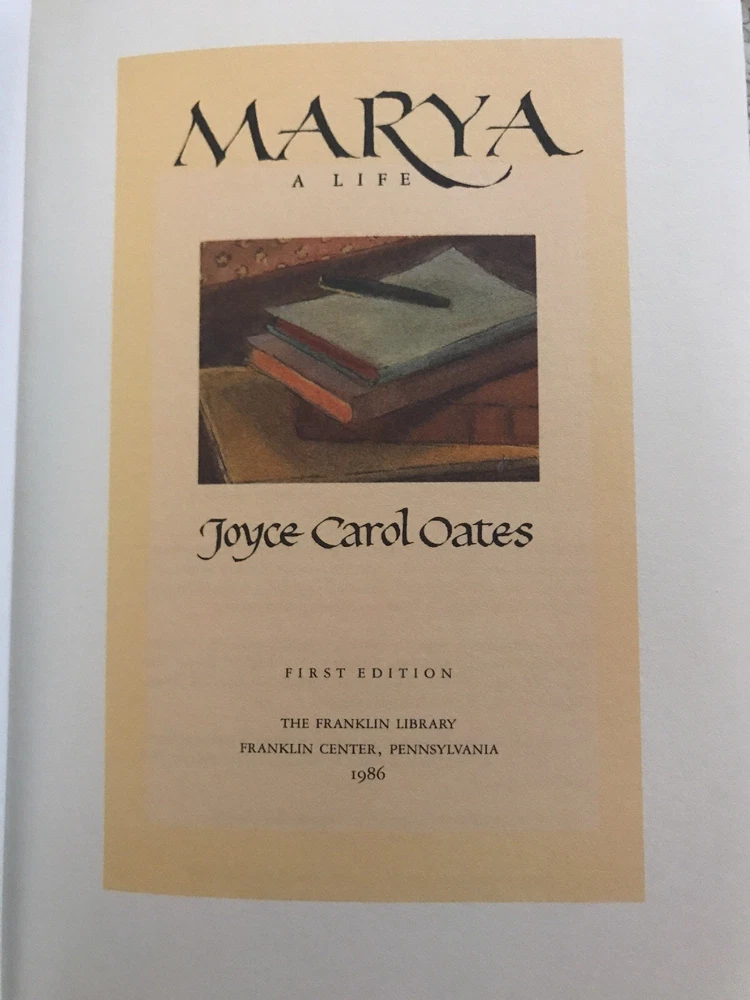 MARYA
A LIFE
Joyce Carol Oates
FIRST EDITION
THE FRANKLIN LIBRARY
FRANKLIN CENTER, PENNSYLVANIA
1986